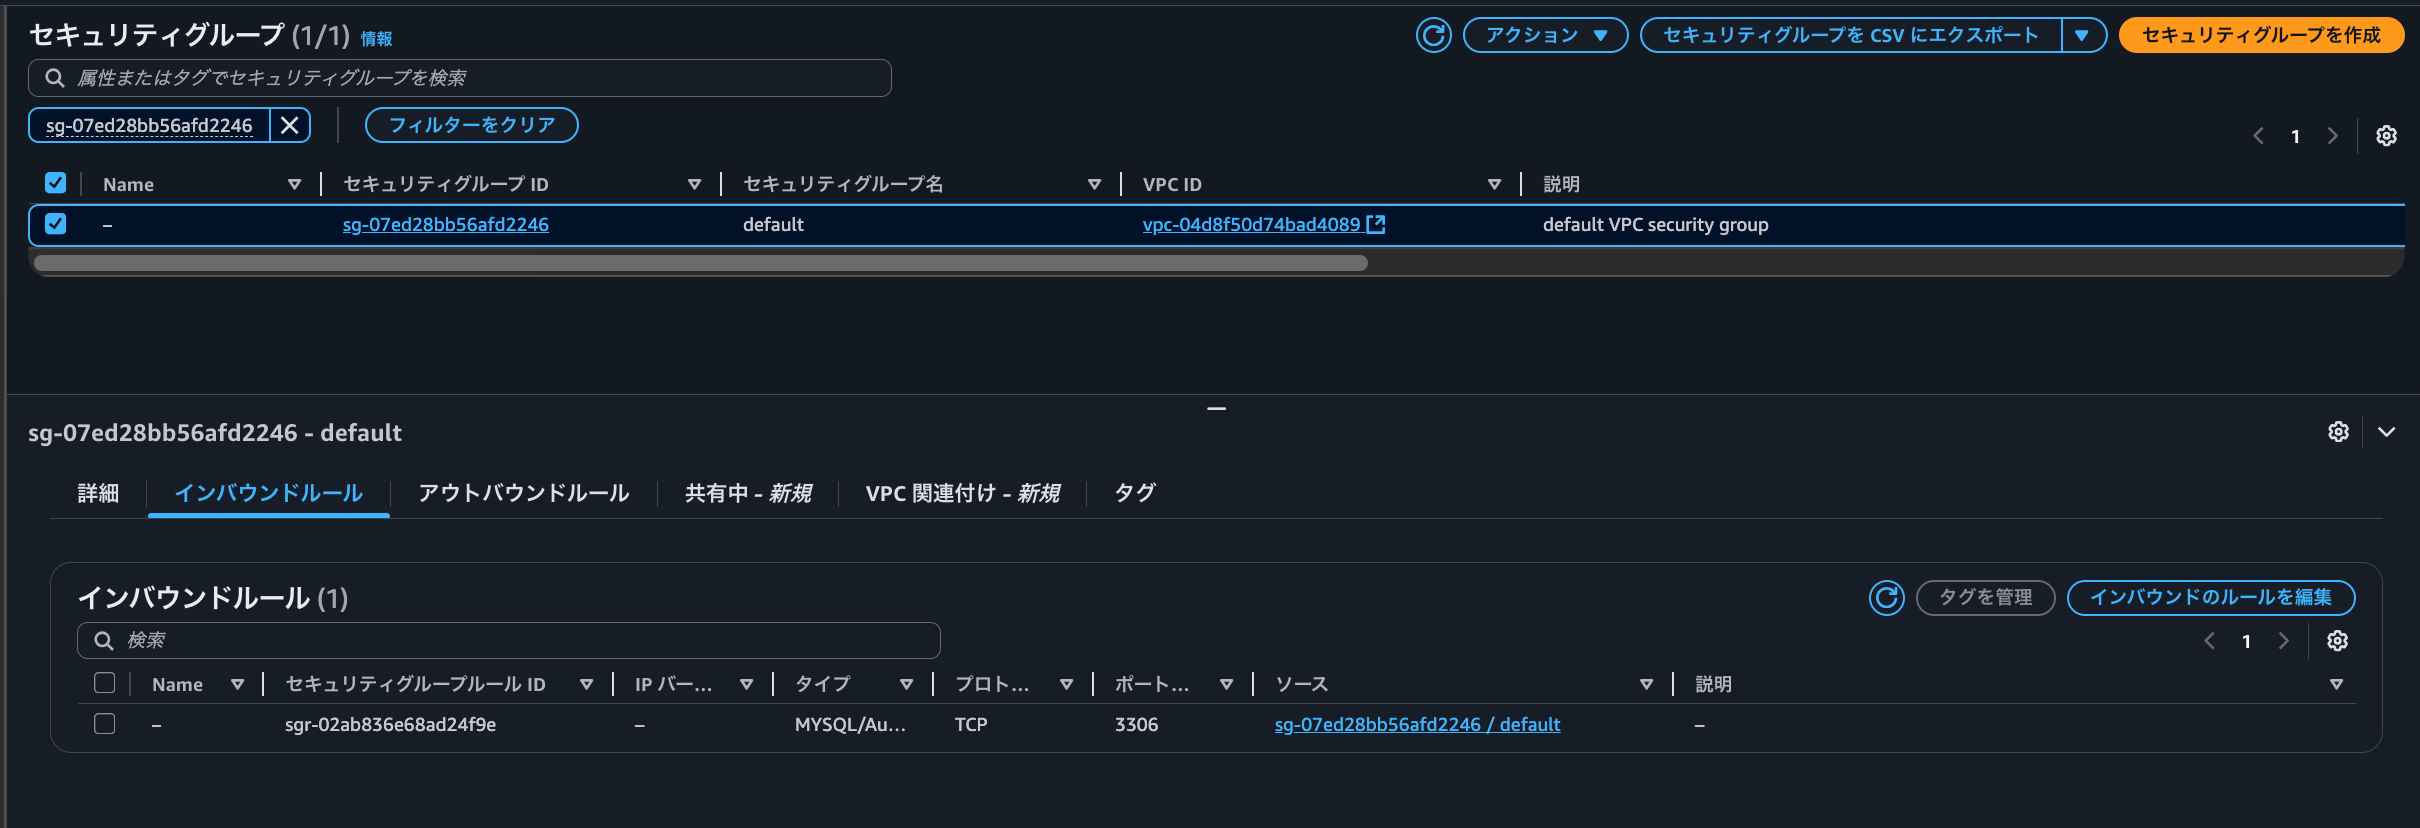 セキュリティグループ (1/1) 情報
アクション
セキュリティグループを CSV にエクスポート
セキュリティグループを作成
属性またはタグでセキュリティグループを検索
sg-07ed28bb56afd2246
フィルターをクリア
1
Name セキュリティグループ ID セキュリティグループ名 VPC ID 説明
– sg-07ed28bb56afd2246 default vpc-04d8f50d74bad4089 default VPC security group
sg-07ed28bb56afd2246 - default
詳細 インバウンドルール アウトバウンドルール 共有中 - 新規 VPC 関連付け - 新規 タグ
インバウンドルール (1)
タグを管理
インバウンドのルールを編集
検索
1
Name セキュリティグループルール ID IP バー... タイプ プロト... ポート... ソース 説明
– sgr-02ab836e68ad24f9e – MYSQL/Au... TCP 3306 sg-07ed28bb56afd2246 / default –